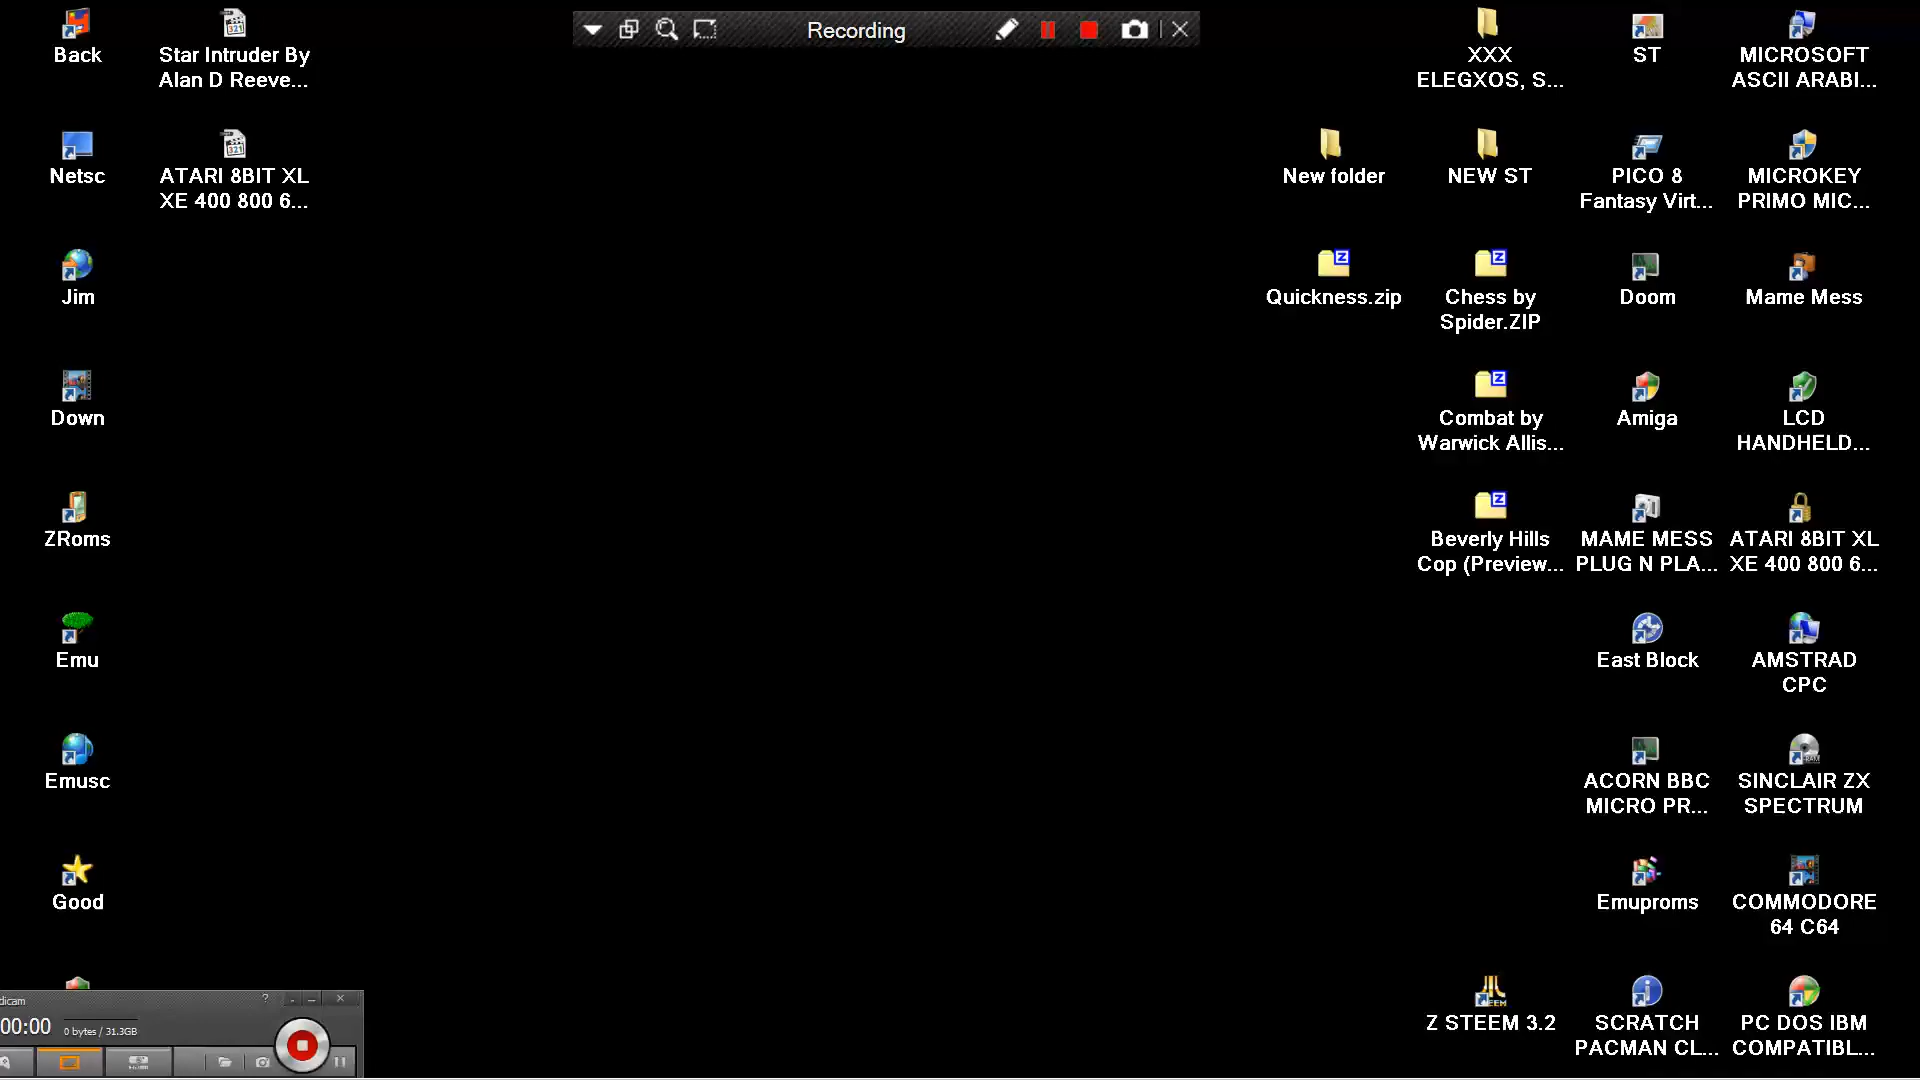 Recording
Back
Star Intruder By
Alan D Reeve...
XXX
ELEGXOS, S...
ST
MICROSOFT
ASCII ARABI...
Netsc
ATARI 8BIT XL
XE 400 800 6...
New folder
NEW ST
PICO 8
Fantasy Virt...
MICROKEY
PRIMO MIC...
Jim
Quickness.zip
Chess by
Spider.ZIP
Doom
Mame Mess
Down
Combat by
Warwick Allis...
Amiga
LCD
HANDHELD...
ZRoms
Beverly Hills
Cop (Preview...
MAME MESS
PLUG N PLA...
ATARI 8BIT XL
XE 400 800 6...
Emu
East Block
AMSTRAD
CPC
Emusc
ACORN BBC
MICRO PR...
SINCLAIR ZX
SPECTRUM
Good
Emuproms
COMMODORE
64 C64
dicam
00:00
0 bytes / 31.3GB
Z STEEM 3.2
SCRATCH
PACMAN CL...
PC DOS IBM
COMPATIBL...